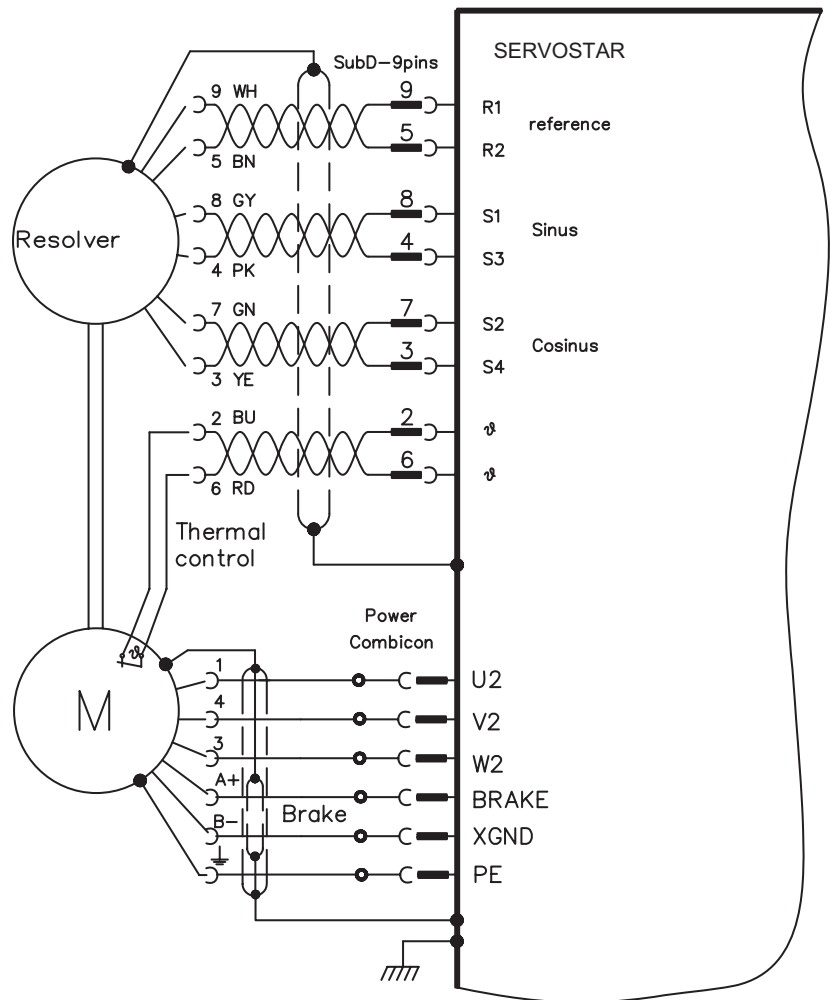 SERVOSTAR
SubD-9pins
9 WH
9
R1
reference
5
R2
5 BN
8 GY
8
S1
Sinus
Resolver
4
S3
4 PK
7 GN
7
S2
Cosinus
3
S4
3 YE
2 BU
2
ϑ
6
ϑ
6 RD
Thermal
control
Power
Combicon
ϑ
1
U2
4
V2
M
3
W2
A+
BRAKE
Brake
B-
XGND
PE